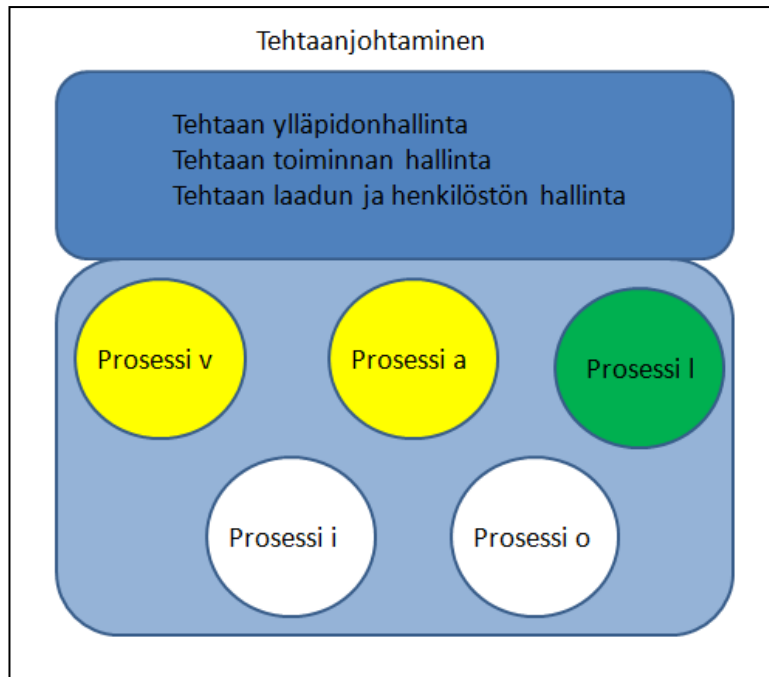 Tehtaanjohtaminen
Tehtaan ylläpidonhallinta
Tehtaan toiminnan hallinta
Tehtaan laadun ja henkilöstön hallinta
Prosessi v
Prosessi a
Prosessi l
Prosessi i
Prosessi o